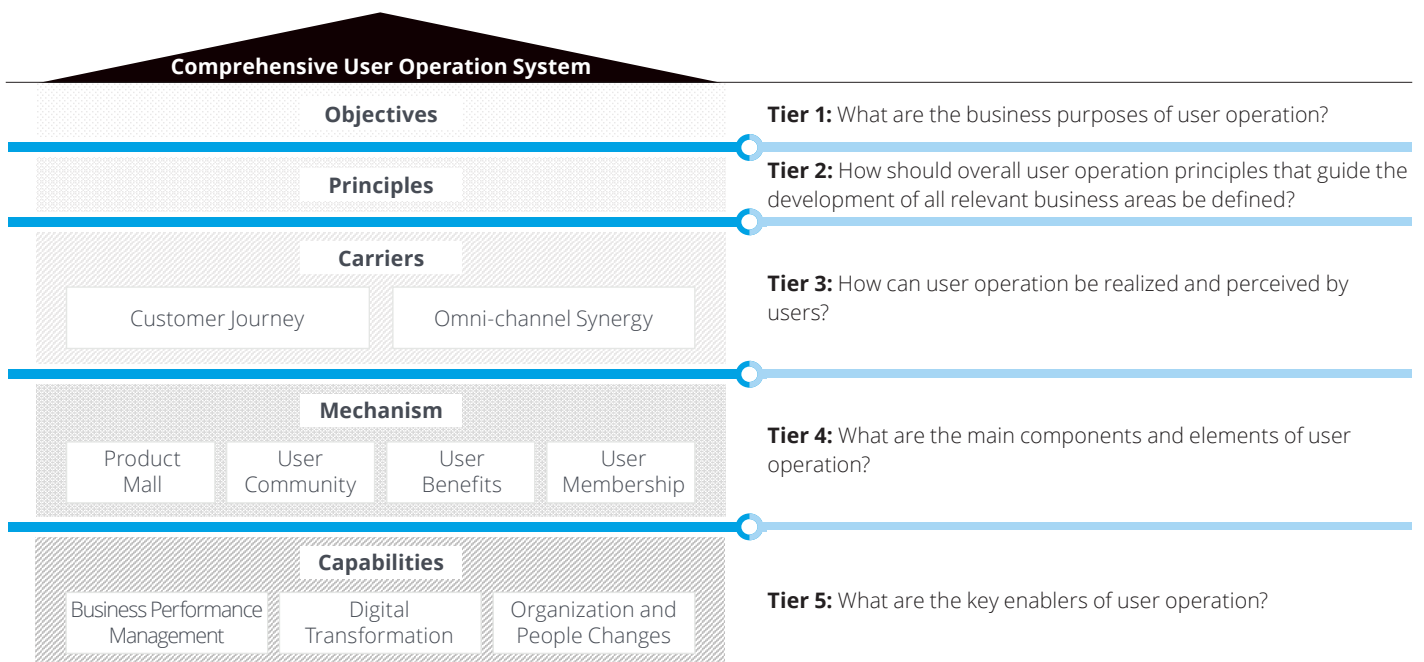 Comprehensive User Operation System
Objectives
Tier 1: What are the business purposes of user operation?
Principles
Tier 2: How should overall user operation principles that guide the
development of all relevant business areas be defined?
Carriers
Customer Journey
Omni-channel Synergy
Tier 3: How can user operation be realized and perceived by
users?
Mechanism
Product
Mall
User
Community
User
Benefits
User
Membership
Tier 4: What are the main components and elements of user
operation?
Capabilities
Business Performance
Management
Digital
Transformation
Organization and
People Changes
Tier 5: What are the key enablers of user operation?